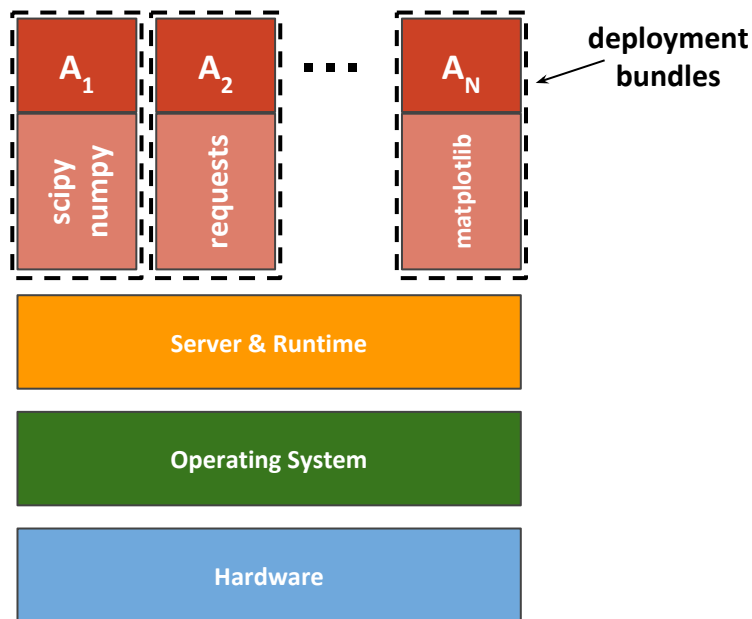 A1
A2
...
AN
deployment
bundles
scipy
numpy
requests
matplotlib
Server & Runtime
Operating System
Hardware